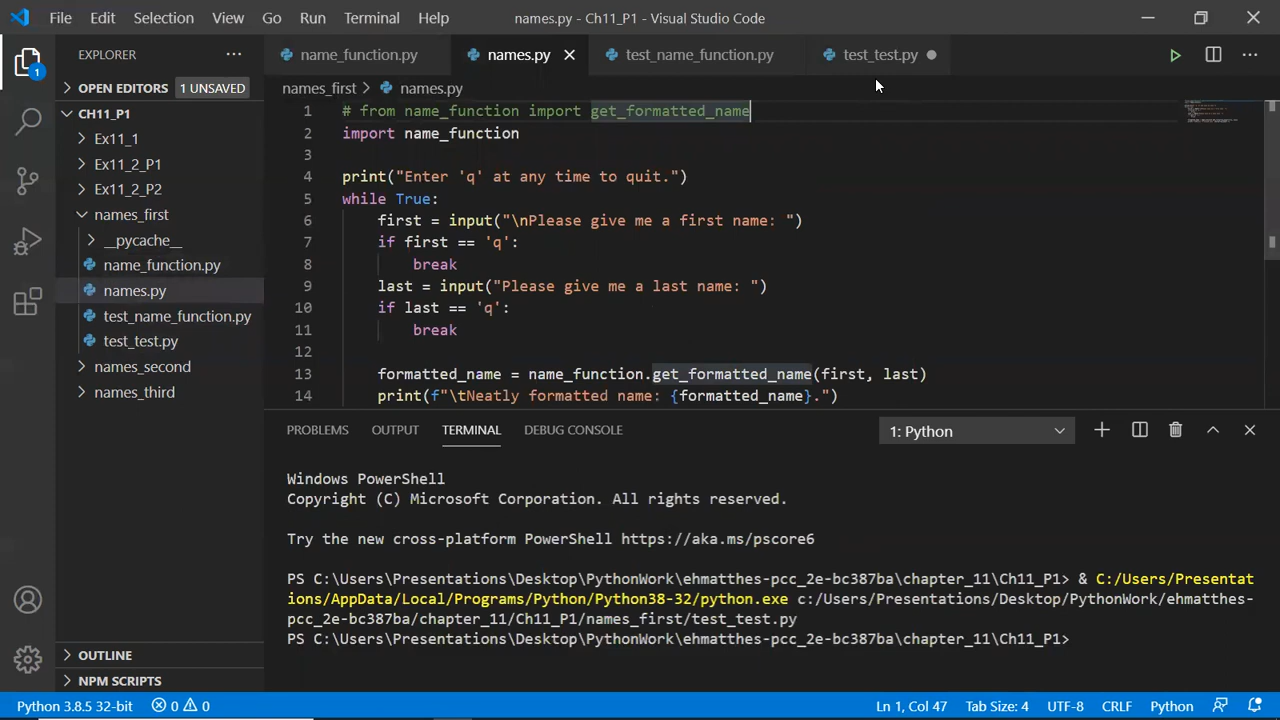 File Edit Selection View Go Run Terminal Help names.py - Ch11_P1 - Visual Studio Code
EXPLORER
name_function.py names.py test_name_function.py test_test.py
1
OPEN EDITORS 1 UNSAVED
CH11_P1
Ex11_1
Ex11_2_P1
Ex11_2_P2
names_first
__pycache__
name_function.py
names.py
test_name_function.py
test_test.py
names_second
names_third
OUTLINE
NPM SCRIPTS
names_first > names.py
1 # from name_function import get_formatted_name
2 import name_function
3
4 print("Enter 'q' at any time to quit.")
5 while True:
6 first = input("\nPlease give me a first name: ")
7 if first == 'q':
8 break
9 last = input("Please give me a last name: ")
10 if last == 'q':
11 break
12
13 formatted_name = name_function.get_formatted_name(first, last)
14 print(f"\tNeatly formatted name: {formatted_name}.")
PROBLEMS OUTPUT TERMINAL DEBUG CONSOLE 1: Python
Windows PowerShell
Copyright (C) Microsoft Corporation. All rights reserved.
Try the new cross-platform PowerShell https://aka.ms/pscore6
PS C:\Users\Presentations\Desktop\PythonWork\ehmatthes-pcc_2e-bc387ba\chapter_11\Ch11_P1> & C:/Users/Presentat
ions/AppData/Local/Programs/Python/Python38-32/python.exe c:/Users/Presentations/Desktop/PythonWork/ehmatthes-
pcc_2e-bc387ba/chapter_11/Ch11_P1/names_first/test_test.py
PS C:\Users\Presentations\Desktop\PythonWork\ehmatthes-pcc_2e-bc387ba\chapter_11\Ch11_P1>
Python 3.8.5 32-bit 0 0 Ln 1, Col 47 Tab Size: 4 UTF-8 CRLF Python